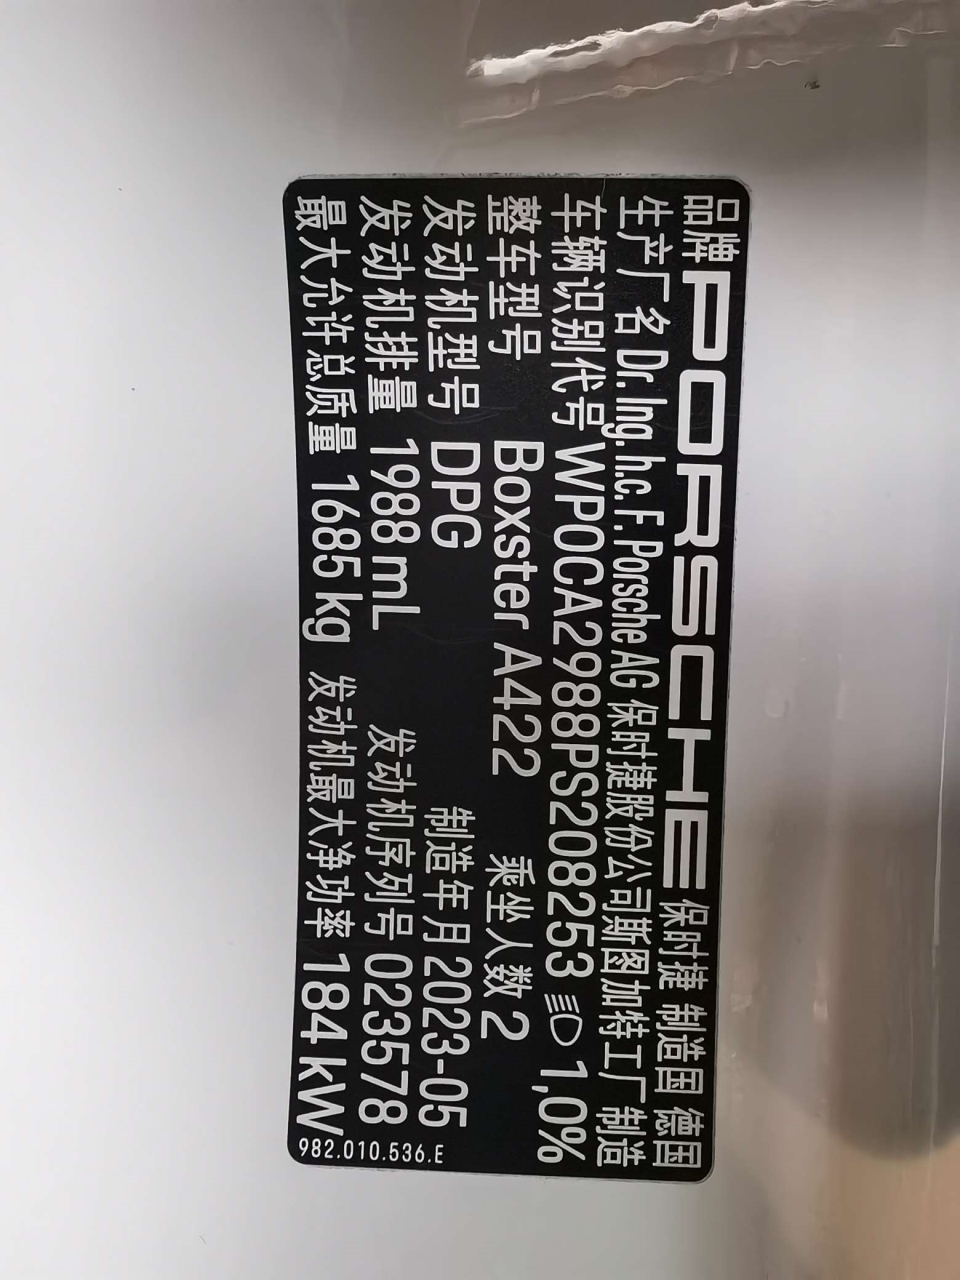 品牌 PORSCHE 保时捷 制造国 德国
生产厂名 Dr. Ing. h.c. F. Porsche AG 保时捷股份公司斯图加特工厂制造
车辆识别代号 WP0CA2988PS208253 1,0%
整车型号 Boxster A422 乘坐人数 2
发动机型号 DPG 制造年月 2023-05
发动机排量 1988 mL 发动机序列号 023578
最大允许总质量 1685 kg 发动机最大净功率 184 kW
982.010.536.E